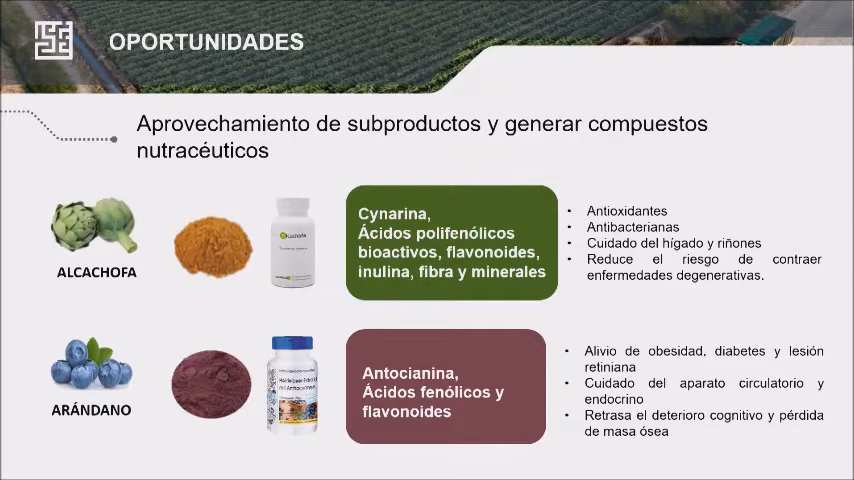 OPORTUNIDADES
Aprovechamiento de subproductos y generar compuestos
nutracéuticos
ALCACHOFA
Cynarina,
Ácidos polifenólicos
bioactivos, flavonoides,
inulina, fibra y minerales
• Antioxidantes
• Antibacterianas
• Cuidado del hígado y riñones
• Reduce el riesgo de contraer
enfermedades degenerativas.
ARÁNDANO
Antocianina,
Ácidos fenólicos y
flavonoides
• Alivio de obesidad, diabetes y lesión
retiniana
• Cuidado del aparato circulatorio y
endocrino
• Retrasa el deterioro cognitivo y pérdida
de masa ósea